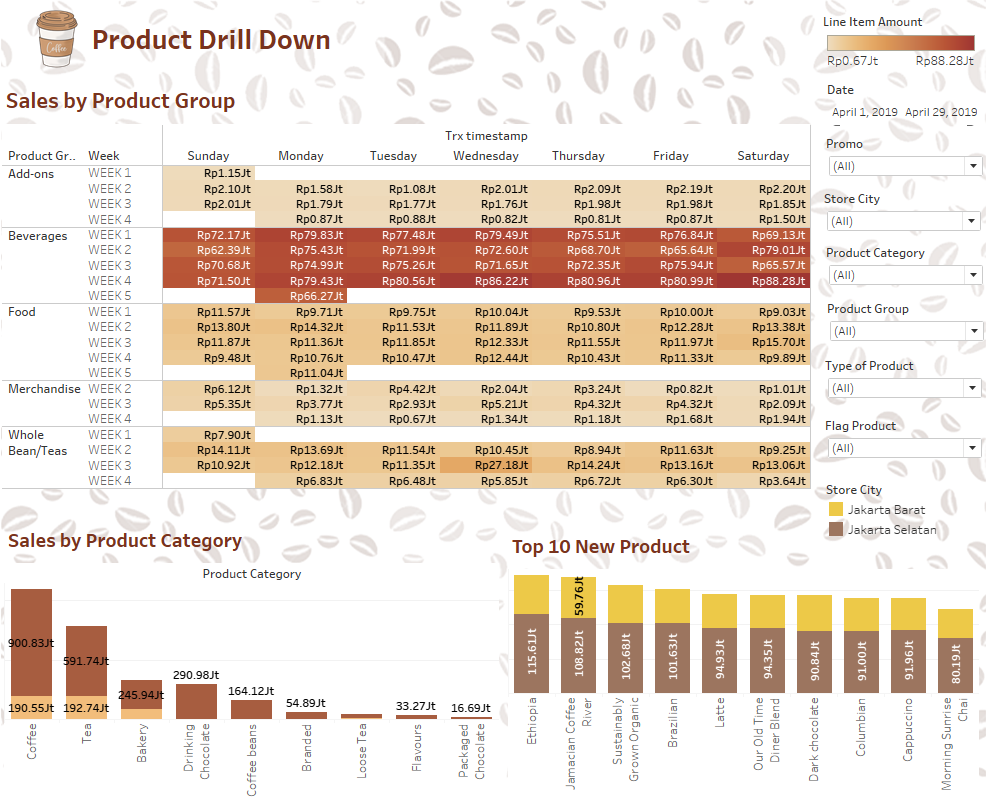 Coffee
Product Drill Down
Line Item Amount
Rp0.67Jt Rp88.28Jt
Date
April 1, 2019 April 29, 2019
Promo
(All)
Store City
(All)
Product Category
(All)
Product Group
(All)
Type of Product
(All)
Flag Product
(All)
Store City
Jakarta Barat
Jakarta Selatan
Sales by Product Group
Trx timestamp
Product Gr.. Week Sunday Monday Tuesday Wednesday Thursday Friday Saturday
Add-ons WEEK 1 Rp1.15Jt
WEEK 2 Rp2.10Jt Rp1.58Jt Rp1.08Jt Rp2.01Jt Rp2.09Jt Rp2.19Jt Rp2.20Jt
WEEK 3 Rp2.01Jt Rp1.79Jt Rp1.77Jt Rp1.76Jt Rp1.98Jt Rp1.98Jt Rp1.85Jt
WEEK 4 Rp0.87Jt Rp0.88Jt Rp0.82Jt Rp0.81Jt Rp0.87Jt Rp1.50Jt
Beverages WEEK 1 Rp72.17Jt Rp79.83Jt Rp77.48Jt Rp79.49Jt Rp75.51Jt Rp76.84Jt Rp69.13Jt
WEEK 2 Rp62.39Jt Rp75.43Jt Rp71.99Jt Rp72.60Jt Rp68.70Jt Rp65.64Jt Rp79.01Jt
WEEK 3 Rp70.68Jt Rp74.99Jt Rp75.26Jt Rp71.65Jt Rp72.35Jt Rp75.94Jt Rp65.57Jt
WEEK 4 Rp71.50Jt Rp79.43Jt Rp80.56Jt Rp86.22Jt Rp80.96Jt Rp80.99Jt Rp88.28Jt
WEEK 5 Rp66.27Jt
Food WEEK 1 Rp11.57Jt Rp9.71Jt Rp9.75Jt Rp10.04Jt Rp9.53Jt Rp10.00Jt Rp9.03Jt
WEEK 2 Rp13.80Jt Rp14.32Jt Rp11.53Jt Rp11.89Jt Rp10.80Jt Rp12.28Jt Rp13.38Jt
WEEK 3 Rp11.87Jt Rp11.36Jt Rp11.85Jt Rp12.33Jt Rp11.55Jt Rp11.97Jt Rp15.70Jt
WEEK 4 Rp9.48Jt Rp10.76Jt Rp10.47Jt Rp12.44Jt Rp10.43Jt Rp11.33Jt Rp9.89Jt
WEEK 5 Rp11.04Jt
Merchandise WEEK 2 Rp6.12Jt Rp1.32Jt Rp4.42Jt Rp2.04Jt Rp3.24Jt Rp0.82Jt Rp1.01Jt
WEEK 3 Rp5.35Jt Rp3.77Jt Rp2.93Jt Rp5.21Jt Rp4.32Jt Rp4.32Jt Rp2.09Jt
WEEK 4 Rp1.13Jt Rp0.67Jt Rp1.34Jt Rp1.18Jt Rp1.68Jt Rp1.94Jt
Whole WEEK 1 Rp7.90Jt
Bean/Teas WEEK 2 Rp14.11Jt Rp13.69Jt Rp11.54Jt Rp10.45Jt Rp8.94Jt Rp11.63Jt Rp9.25Jt
WEEK 3 Rp10.92Jt Rp12.18Jt Rp11.35Jt Rp27.18Jt Rp14.24Jt Rp13.16Jt Rp13.06Jt
WEEK 4 Rp6.83Jt Rp6.48Jt Rp5.85Jt Rp6.72Jt Rp6.30Jt Rp3.64Jt
Sales by Product Category
Product Category
900.83Jt
190.55Jt
591.74Jt
192.74Jt
245.94Jt
290.98Jt
164.12Jt
54.89Jt
33.27Jt
16.69Jt
Coffee
Tea
Bakery
Drinking
Chocolate
Coffee beans
Branded
Loose Tea
Flavours
Packaged
Chocolate
Top 10 New Product
115.61Jt
59.76Jt
108.82Jt
102.68Jt
101.63Jt
94.93Jt
94.35Jt
90.84Jt
91.00Jt
91.96Jt
80.19Jt
Ethiopia
Jamacian Coffee
River
Sustainably
Grown Organic
Brazilian
Latte
Our Old Time
Diner Blend
Dark chocolate
Columbian
Cappuccino
Morning Sunrise
Chai